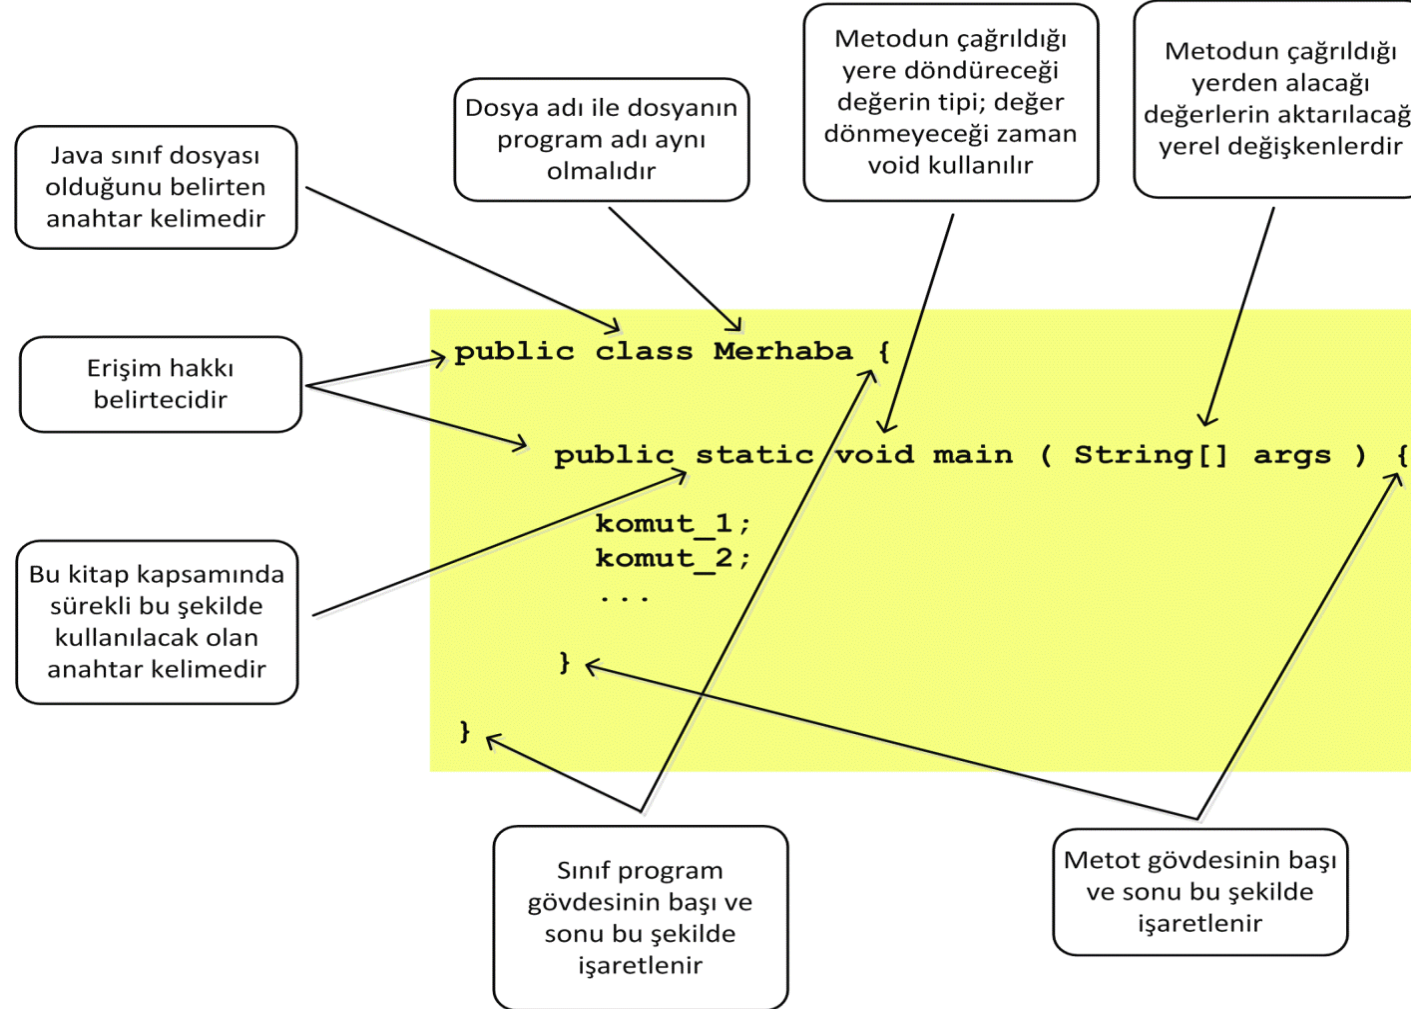 Metodun çağrıldığı
yere döndüreceği
değerin tipi; değer
dönmeyeceği zaman
void kullanılır
Metodun çağrıldığı
yerden alacağı
değerlerin aktarılacağ
yerel değişkenlerdir
Dosya adı ile dosyanın
program adı aynı
olmalıdır
Java sınıf dosyası
olduğunu belirten
anahtar kelimedir
Erişim hakkı
belirtecidir
public class Merhaba {
public static void main ( String[] args ) {
komut_1;
komut_2;
...
}
}
Bu kitap kapsamında
sürekli bu şekilde
kullanılacak olan
anahtar kelimedir
Sınıf program
gövdesinin başı ve
sonu bu şekilde
işaretlenir
Metot gövdesinin başı
ve sonu bu şekilde
işaretlenir